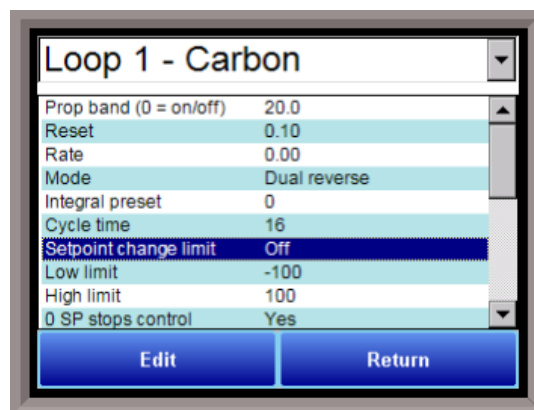 Loop 1 - Carbon
Prop band (0 = on/off) 20.0
Reset 0.10
Rate 0.00
Mode Dual reverse
Integral preset 0
Cycle time 16
Setpoint change limit Off
Low limit -100
High limit 100
0 SP stops control Yes
Edit Return